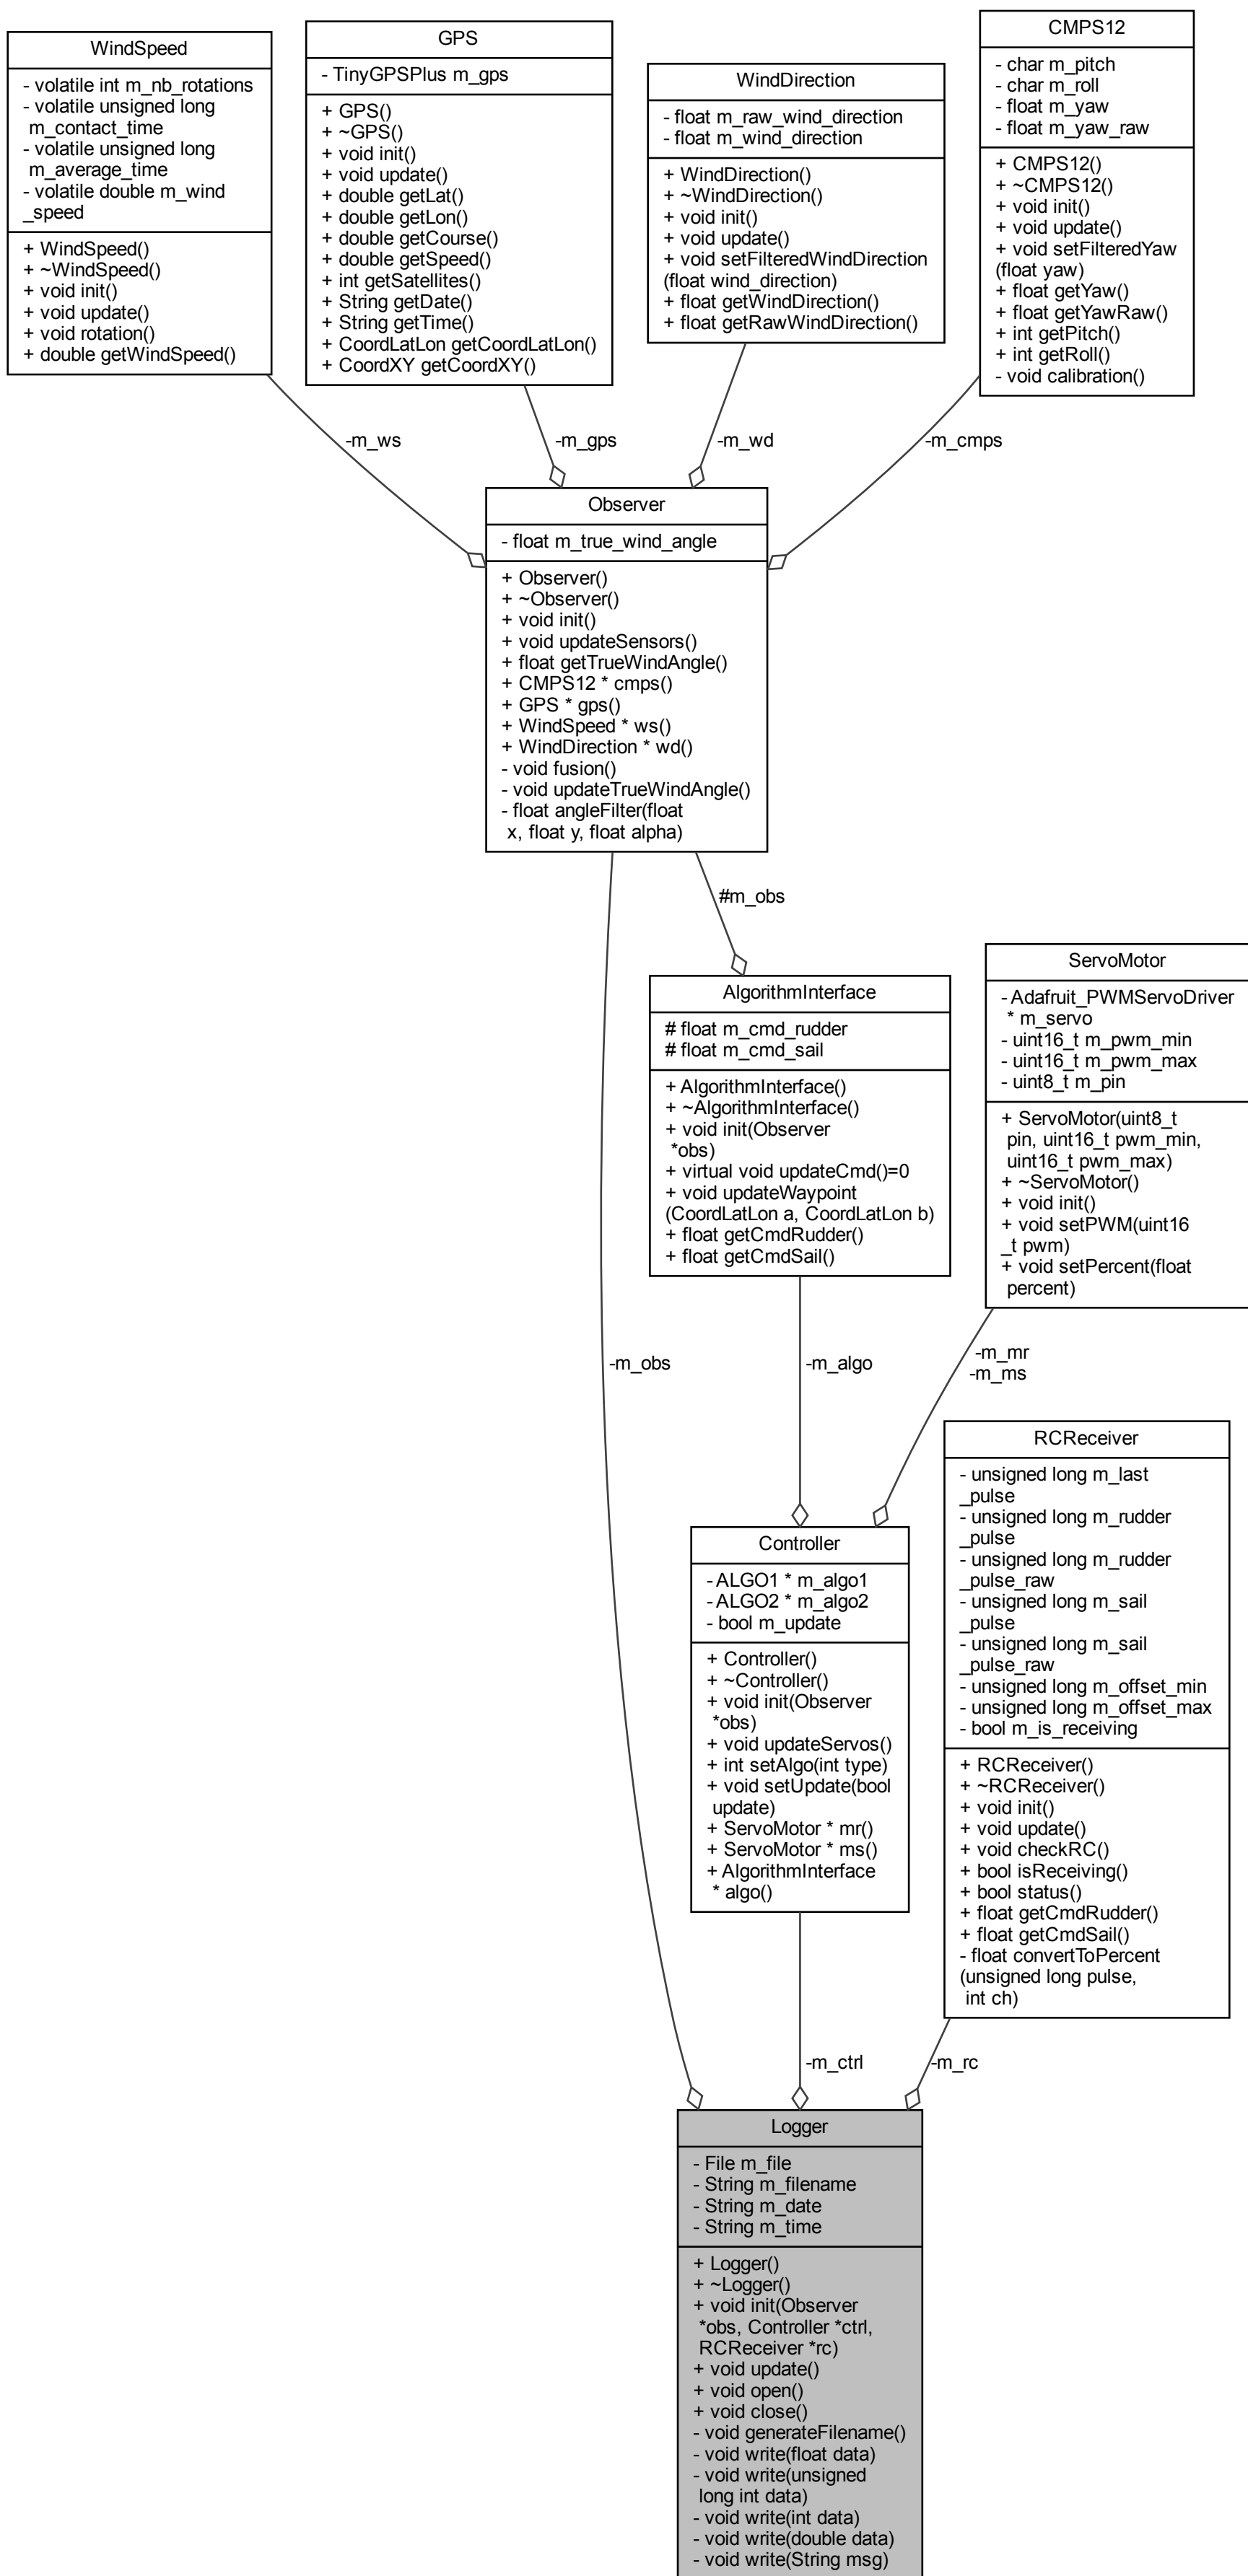 WindSpeed
- volatile int m_nb_rotations
- volatile unsigned long
m_contact_time
- volatile unsigned long
m_average_time
- volatile double m_wind
_speed
+ WindSpeed()
+ ~WindSpeed()
+ void init()
+ void update()
+ void rotation()
+ double getWindSpeed()
GPS
- TinyGPSPlus m_gps
+ GPS()
+ ~GPS()
+ void init()
+ void update()
+ double getLat()
+ double getLon()
+ double getCourse()
+ double getSpeed()
+ int getSatellites()
+ String getDate()
+ String getTime()
+ CoordLatLon getCoordLatLon()
+ CoordXY getCoordXY()
WindDirection
- float m_raw_wind_direction
- float m_wind_direction
+ WindDirection()
+ ~WindDirection()
+ void init()
+ void update()
+ void setFilteredWindDirection
(float wind_direction)
+ float getWindDirection()
+ float getRawWindDirection()
CMPS12
- char m_pitch
- char m_roll
- float m_yaw
- float m_yaw_raw
+ CMPS12()
+ ~CMPS12()
+ void init()
+ void update()
+ void setFilteredYaw
(float yaw)
+ float getYaw()
+ float getYawRaw()
+ int getPitch()
+ int getRoll()
- void calibration()
-m_ws
-m_gps
-m_wd
-m_cmps
Observer
- float m_true_wind_angle
+ Observer()
+ ~Observer()
+ void init()
+ void updateSensors()
+ float getTrueWindAngle()
+ CMPS12 * cmps()
+ GPS * gps()
+ WindSpeed * ws()
+ WindDirection * wd()
- void fusion()
- void updateTrueWindAngle()
- float angleFilter(float
x, float y, float alpha)
#m_obs
AlgorithmInterface
# float m_cmd_rudder
# float m_cmd_sail
+ AlgorithmInterface()
+ ~AlgorithmInterface()
+ void init(Observer
*obs)
+ virtual void updateCmd()=0
+ void updateWaypoint
(CoordLatLon a, CoordLatLon b)
+ float getCmdRudder()
+ float getCmdSail()
ServoMotor
- Adafruit_PWMServoDriver
* m_servo
- uint16_t m_pwm_min
- uint16_t m_pwm_max
- uint8_t m_pin
+ ServoMotor(uint8_t
pin, uint16_t pwm_min,
uint16_t pwm_max)
+ ~ServoMotor()
+ void init()
+ void setPWM(uint16
_t pwm)
+ void setPercent(float
percent)
-m_obs
-m_algo
-m_mr
-m_ms
Controller
- ALGO1 * m_algo1
- ALGO2 * m_algo2
- bool m_update
+ Controller()
+ ~Controller()
+ void init(Observer
*obs)
+ void updateServos()
+ int setAlgo(int type)
+ void setUpdate(bool
update)
+ ServoMotor * mr()
+ ServoMotor * ms()
+ AlgorithmInterface
* algo()
RCReceiver
- unsigned long m_last
_pulse
- unsigned long m_rudder
_pulse
- unsigned long m_rudder
_pulse_raw
- unsigned long m_sail
_pulse
- unsigned long m_sail
_pulse_raw
- unsigned long m_offset_min
- unsigned long m_offset_max
- bool m_is_receiving
+ RCReceiver()
+ ~RCReceiver()
+ void init()
+ void update()
+ void checkRC()
+ bool isReceiving()
+ bool status()
+ float getCmdRudder()
+ float getCmdSail()
- float convertToPercent
(unsigned long pulse,
int ch)
-m_ctrl
-m_rc
Logger
- File m_file
- String m_filename
- String m_date
- String m_time
+ Logger()
+ ~Logger()
+ void init(Observer
*obs, Controller *ctrl,
RCReceiver *rc)
+ void update()
+ void open()
+ void close()
- void generateFilename()
- void write(float data)
- void write(unsigned
long int data)
- void write(int data)
- void write(double data)
- void write(String msg)